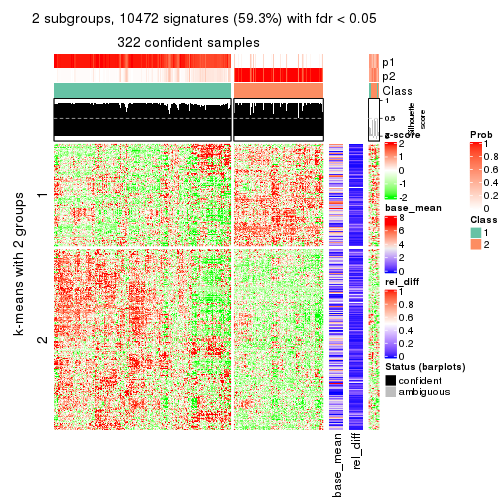 2 subgroups, 10472 signatures (59.3%) with fdr < 0.05
322 confident samples
p1
p2
Class
1
0.5
0
Silhouette
score
k-means with 2 groups
1
2
base_mean
rel_diff
z-score
2
1
0
-1
-2
base_mean
8
6
4
2
0
rel_diff
1
0.8
0.6
0.4
0.2
0
Status (barplots)
confident
ambiguous
Prob
1
0.8
0.6
0.4
0.2
0
Class
1
2